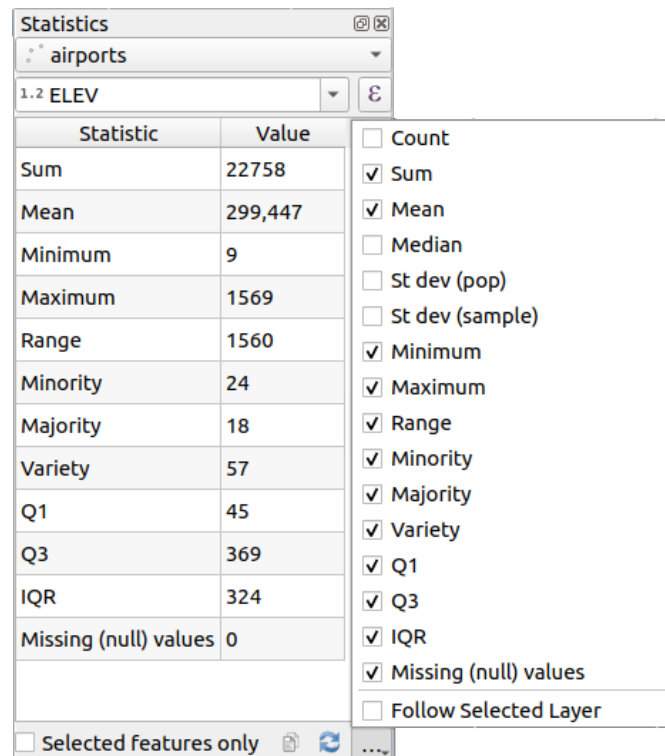 Statistics
airports
1.2 ELEV
ε
Statistic Value
Sum 22758
Mean 299,447
Minimum 9
Maximum 1569
Range 1560
Minority 24
Majority 18
Variety 57
Q1 45
Q3 369
IQR 324
Missing (null) values 0
Selected features only
...
Count
Sum
Mean
Median
St dev (pop)
St dev (sample)
Minimum
Maximum
Range
Minority
Majority
Variety
Q1
Q3
IQR
Missing (null) values
Follow Selected Layer